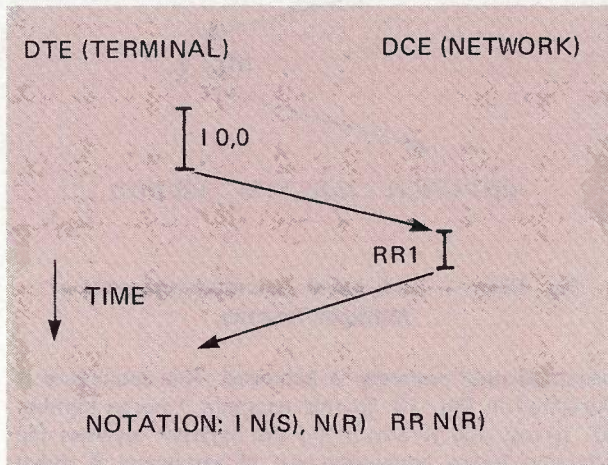 DTE (TERMINAL) DCE (NETWORK)
I 0,0
RR1
TIME
NOTATION: I N(S), N(R) RR N(R)